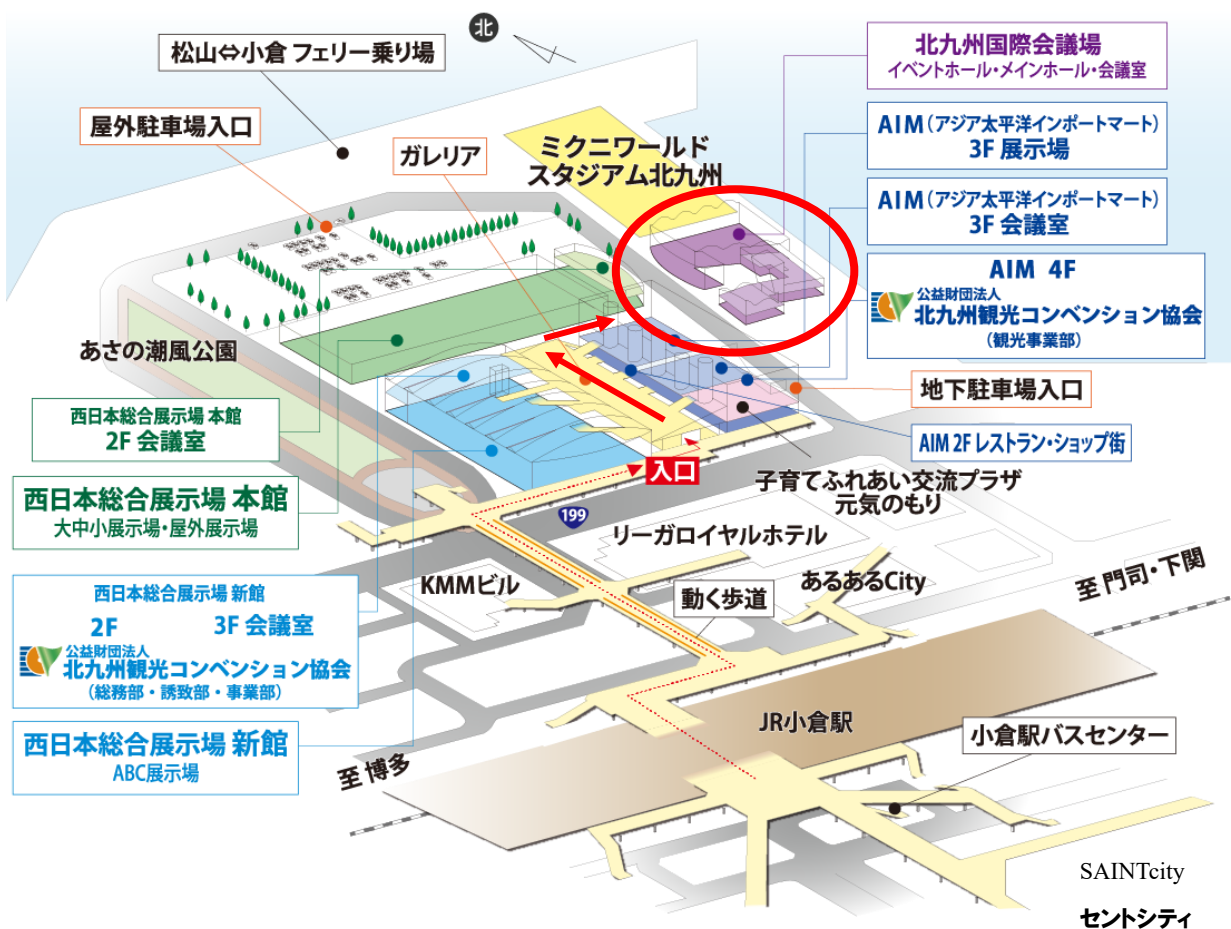 北
松山⇔小倉 フェリー乗り場
北九州国際会議場
イベントホール・メインホール・会議室
屋外駐車場入口
ガレリア
ミクニワールド
スタジアム北九州
AIM(アジア太平洋インポートマート)
3F 展示場
AIM(アジア太平洋インポートマート)
3F 会議室
AIM 4F
公益財団法人
北九州観光コンベンション協会
(観光事業部)
あさの潮風公園
地下駐車場入口
西日本総合展示場 本館
2F 会議室
AIM 2F レストラン・ショップ街
入口
子育てふれあい交流プラザ
元気のもり
西日本総合展示場 本館
大中小展示場・屋外展示場
199
リーガロイヤルホテル
KMMビル
あるあるCity
動く歩道
至 門司・下関
西日本総合展示場 新館
2F 3F 会議室
公益財団法人
北九州観光コンベンション協会
(総務部・誘致部・事業部)
西日本総合展示場 新館
ABC展示場
至 博多
JR小倉駅
小倉駅バスセンター
SAINTcity
セントシティ